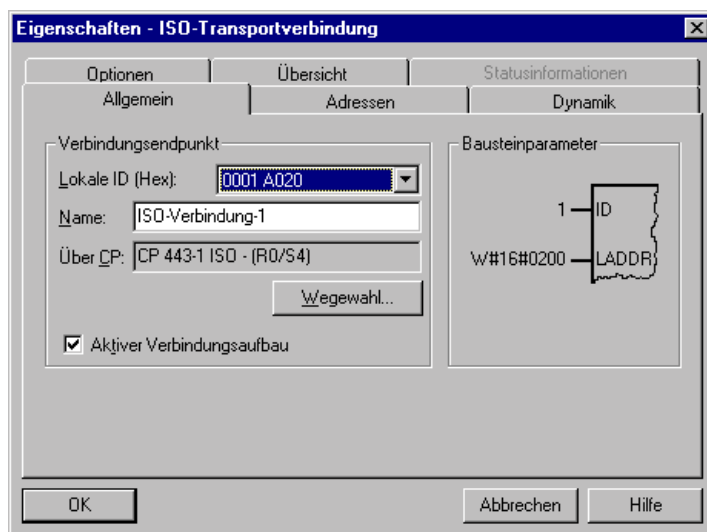 Eigenschaften - ISO-Transportverbindung
Optionen Übersicht Statusinformationen
Allgemein Adressen Dynamik
Verbindungsendpunkt
Lokale ID (Hex): 0001 A020
Name: ISO-Verbindung-1
Über CP: CP 443-1 ISO - (R0/S4)
Wegewahl...
Aktiver Verbindungsaufbau
Bausteinparameter
1 ID
W#16#0200 LADDR
OK Abbrechen Hilfe